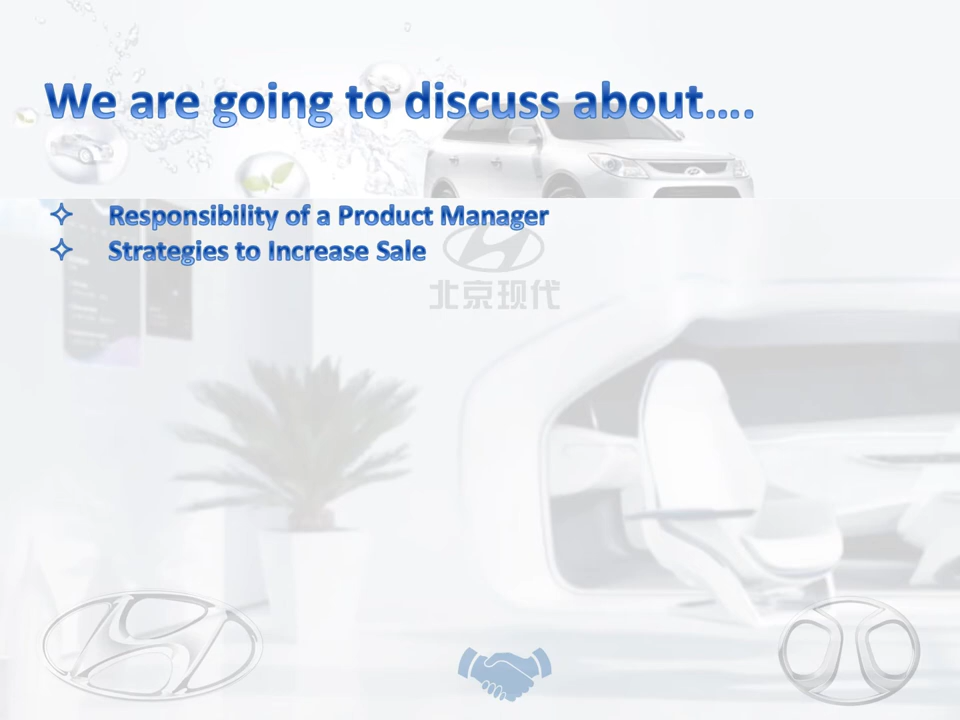 We are going to discuss about....
Responsibility of a Product Manager
Strategies to Increase Sale
北京现代